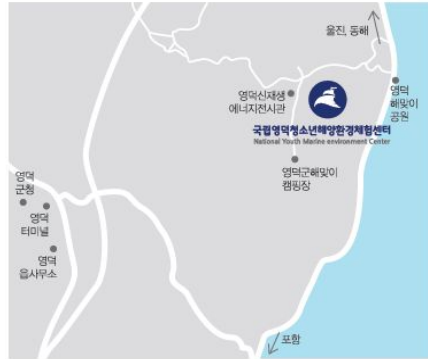 울진, 동해
영덕신재생
에너지전시관
영덕
해맞이
공원
국립영덕청소년해양환경체험센터
National Youth Marine environment Center
영덕군해맞이
캠핑장
영덕
군청
영덕
터미널
영덕
읍사무소
포항